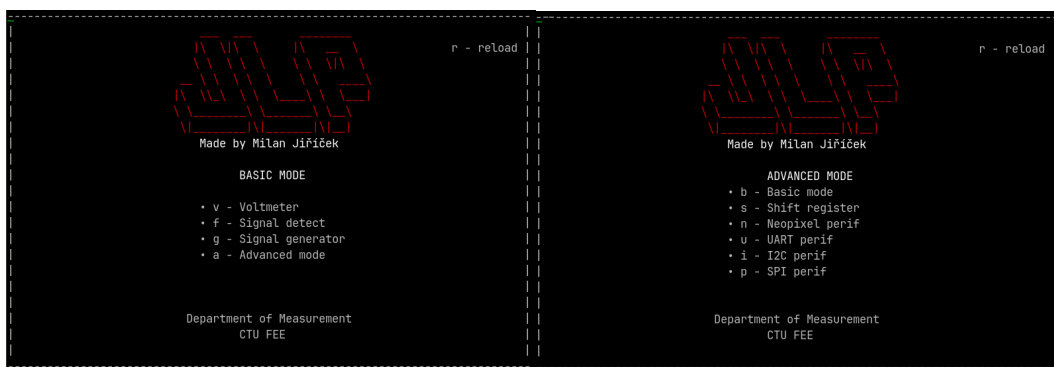 r - reload
JLP
Made by Milan Jiříček
BASIC MODE
• v - Voltmeter
• f - Signal detect
• g - Signal generator
• a - Advanced mode
Department of Measurement
CTU FEE
r - reload
JLP
Made by Milan Jiříček
ADVANCED MODE
• b - Basic mode
• s - Shift register
• n - Neopixel perif
• u - UART perif
• i - I2C perif
• p - SPI perif
Department of Measurement
CTU FEE